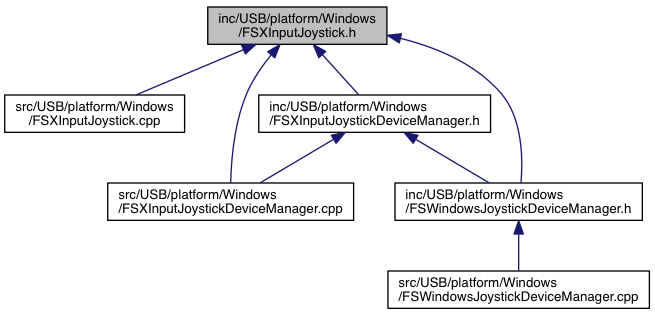 inc/USB/platform/Windows
/FSXInputJoystick.h
src/USB/platform/Windows
/FSXInputJoystick.cpp
inc/USB/platform/Windows
/FSXInputJoystickDeviceManager.h
src/USB/platform/Windows
/FSXInputJoystickDeviceManager.cpp
inc/USB/platform/Windows
/FSWindowsJoystickDeviceManager.h
src/USB/platform/Windows
/FSWindowsJoystickDeviceManager.cpp